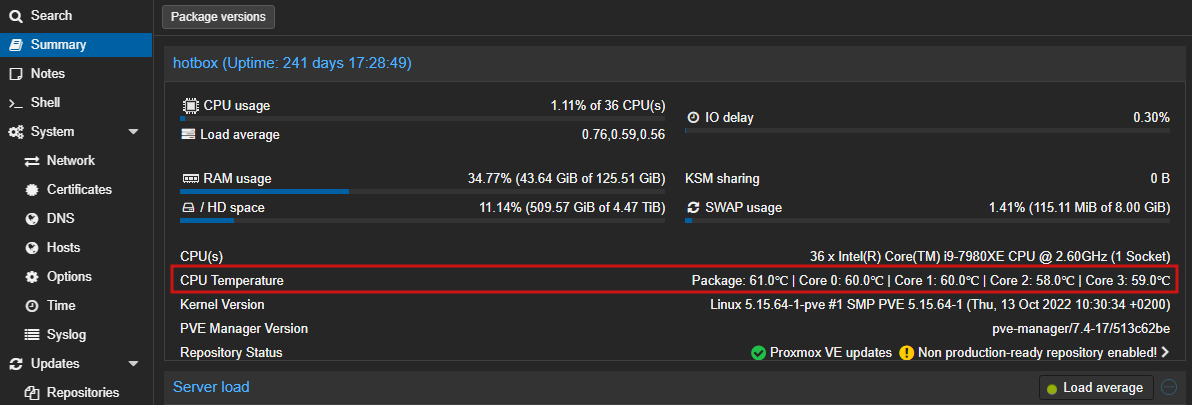 Search
Package versions
Summary
Notes
Shell
System
Network
Certificates
DNS
Hosts
Options
Time
Syslog
Updates
Repositories
hotbox (Uptime: 241 days 17:28:49)
CPU usage 1.11% of 36 CPU(s)
IO delay 0.30%
Load average 0.76,0.59,0.56
RAM usage 34.77% (43.64 GiB of 125.51 GiB)
KSM sharing 0 B
/ HD space 11.14% (509.57 GiB of 4.47 TiB)
SWAP usage 1.41% (115.11 MiB of 8.00 GiB)
CPU(s) 36 x Intel(R) Core(TM) i9-7980XE CPU @ 2.60GHz (1 Socket)
CPU Temperature Package: 61.0℃ | Core 0: 60.0℃ | Core 1: 60.0℃ | Core 2: 58.0℃ | Core 3: 59.0℃
Kernel Version Linux 5.15.64-1-pve #1 SMP PVE 5.15.64-1 (Thu, 13 Oct 2022 10:30:34 +0200)
PVE Manager Version pve-manager/7.4-17/513c62be
Repository Status Proxmox VE updates Non production-ready repository enabled!
Server load Load average